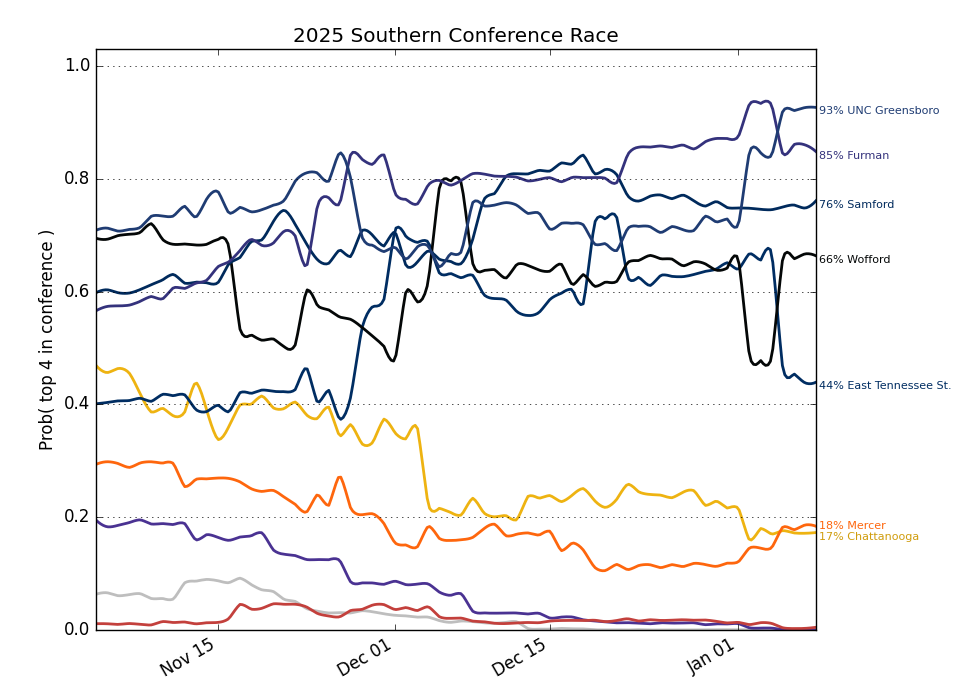 2025 Southern Conference Race
Prob( top 4 in conference )
1.0
0.8
0.6
0.4
0.2
0.0
Nov 15
Dec 01
Dec 15
Jan 01
93% UNC Greensboro
85% Furman
76% Samford
66% Wofford
44% East Tennessee St.
18% Mercer
17% Chattanooga